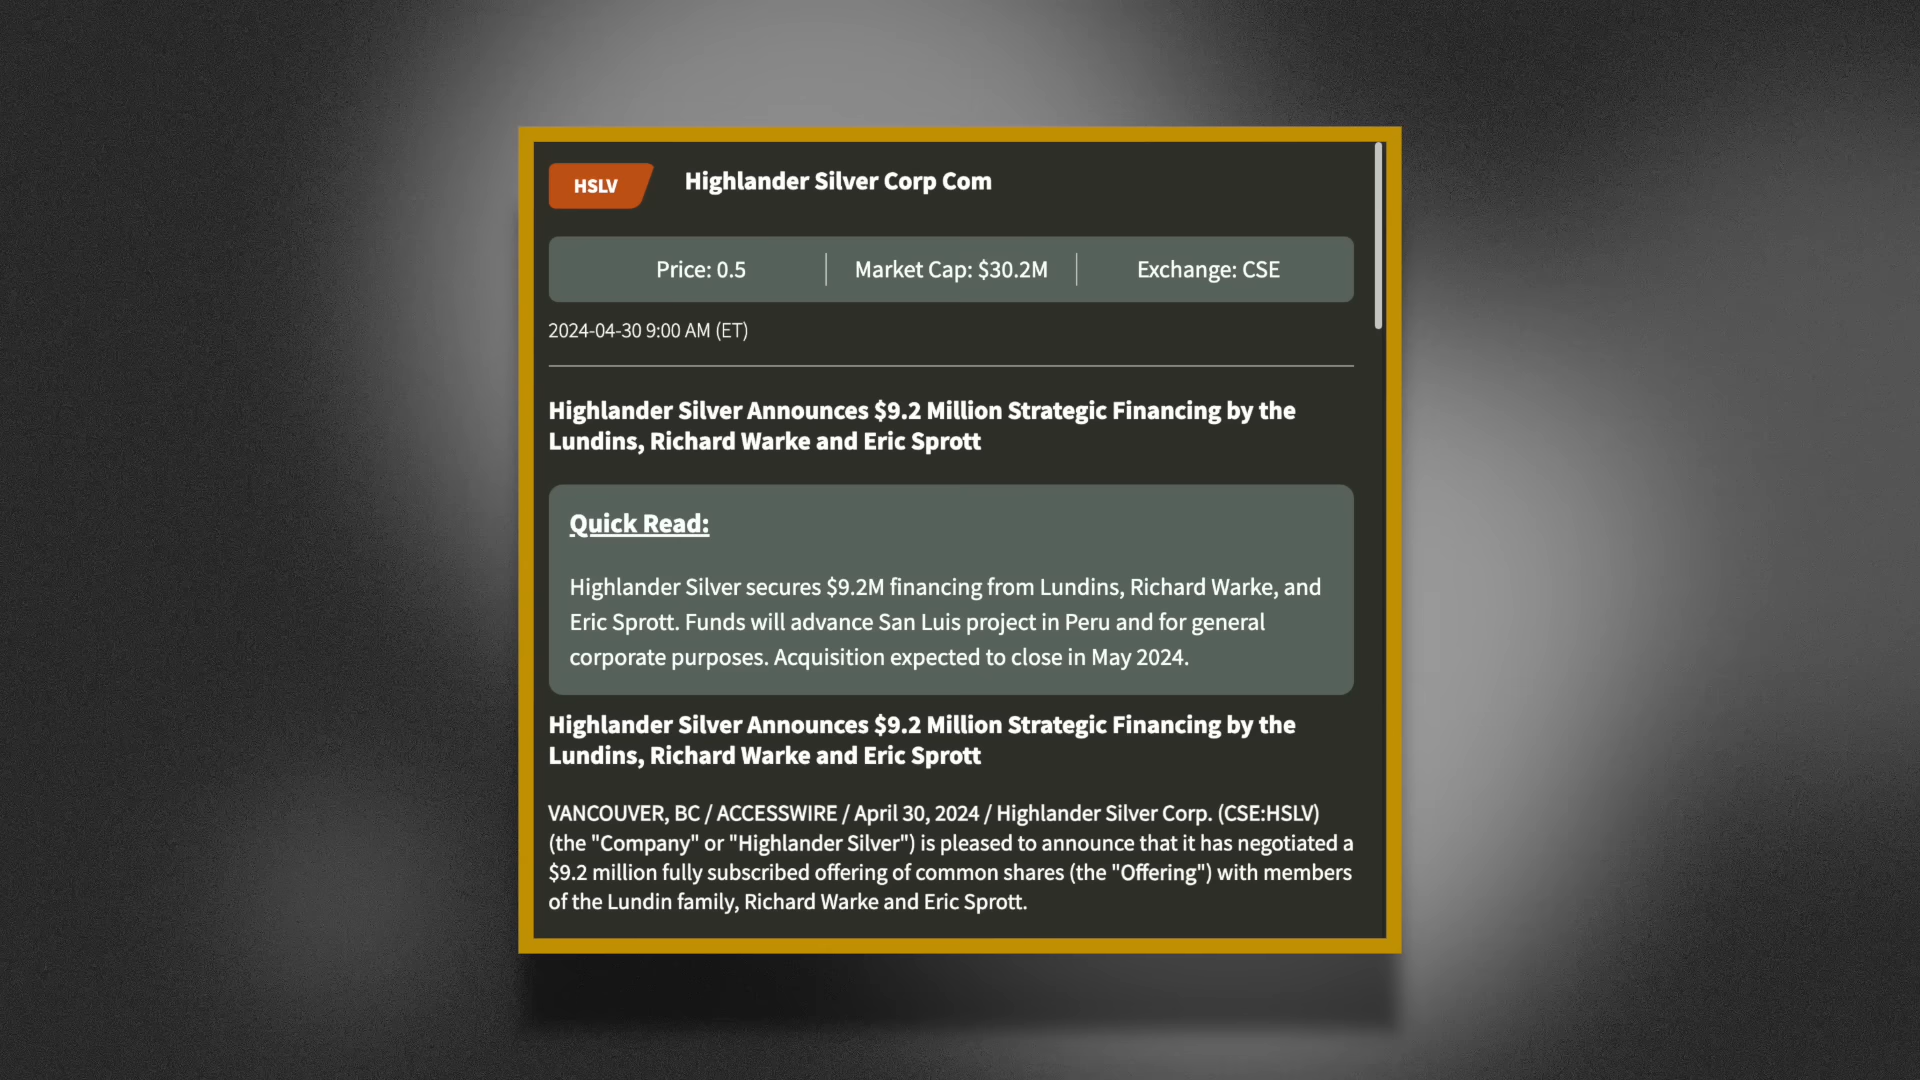 HSLV
Highlander Silver Corp Com
Price: 0.5
Market Cap: $30.2M
Exchange: CSE
2024-04-30 9:00 AM (ET)
Highlander Silver Announces $9.2 Million Strategic Financing by the
Lundins, Richard Warke and Eric Sprott
Quick Read:
Highlander Silver secures $9.2M financing from Lundins, Richard Warke, and
Eric Sprott. Funds will advance San Luis project in Peru and for general
corporate purposes. Acquisition expected to close in May 2024.
Highlander Silver Announces $9.2 Million Strategic Financing by the
Lundins, Richard Warke and Eric Sprott
VANCOUVER, BC / ACCESSWIRE / April 30, 2024 / Highlander Silver Corp. (CSE:HSLV)
(the "Company" or "Highlander Silver") is pleased to announce that it has negotiated a
$9.2 million fully subscribed offering of common shares (the "Offering") with members
of the Lundin family, Richard Warke and Eric Sprott.